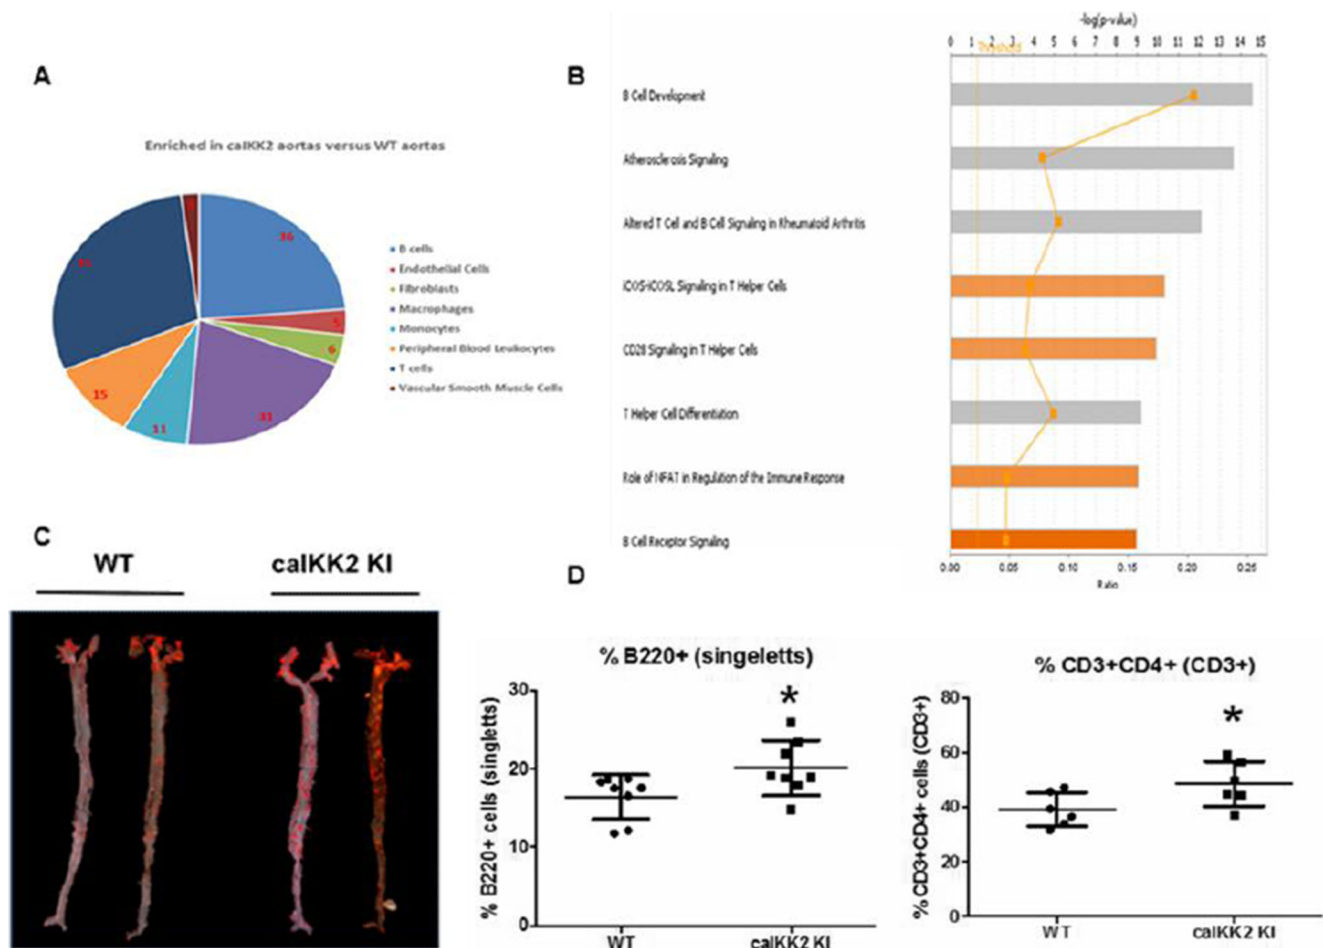 A
Enriched in caIKK2 aortas versus WT aortas
36
5
6
31
11
15
B cells
Endothelial Cells
Fibroblasts
Macrophages
Monocytes
Peripheral Blood Leukocytes
T cells
Vascular Smooth Muscle Cells
B
-log(p-value)
0 1 2 3 4 5 6 7 8 9 10 11 12 13 14 15
Threshold
B Cell Development
Atherosclerosis Signaling
Altered T Cell and B Cell Signaling in Rheumatoid Arthritis
iCOS-iCOSL Signaling in T Helper Cells
CD28 Signaling in T Helper Cells
T Helper Cell Differentiation
Role of NFAT in Regulation of the Immune Response
B Cell Receptor Signaling
0.00 0.05 0.10 0.15 0.20 0.25
Ratio
C
WT caIKK2 KI
D
% B220+ (singeletts)
% B220+ cells (singletts)
30
20
10
0
*
WT caIKK2 KI
% CD3+CD4+ (CD3+)
% CD3+CD4+ cells (CD3+)
80
60
40
20
0
*
WT caIKK2 KI